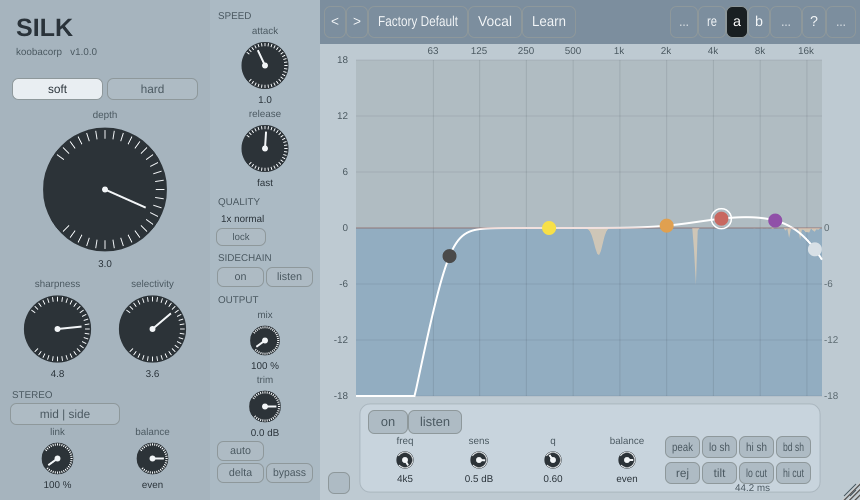 SILK
koobacorp v1.0.0
soft hard
depth
3.0
sharpness selectivity
4.8 3.6
STEREO
mid | side
link balance
100 % even
SPEED
attack
1.0
release
fast
QUALITY
1x normal
lock
SIDECHAIN
on listen
OUTPUT
mix
100 %
trim
0.0 dB
auto
delta bypass
< > Factory Default Vocal Learn ... re a b ... ? ...
63 125 250 500 1k 2k 4k 8k 16k
18
12
6
0 0
-6 -6
-12 -12
-18 -18
on listen
freq sens q balance
4k5 0.5 dB 0.60 even
peak lo sh hi sh bd sh
rej tilt lo cut hi cut
44.2 ms